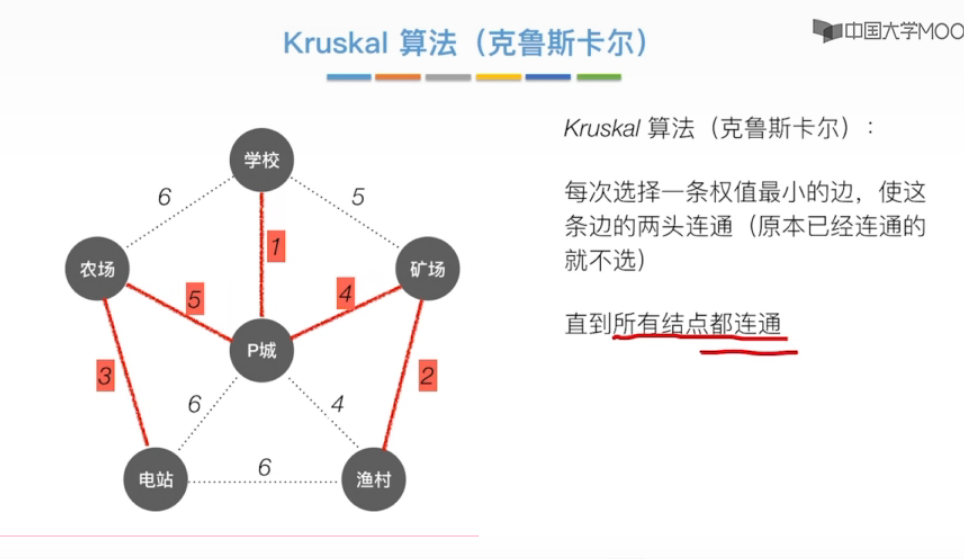 Kruskal 算法（克鲁斯卡尔）
中国大学MOO
学校
6
5
1
农场
矿场
5
4
P城
3
2
6
4
电站
6
渔村
Kruskal 算法（克鲁斯卡尔）：
每次选择一条权值最小的边，使这
条边的两头连通（原本已经连通的
就不选）
直到所有结点都连通